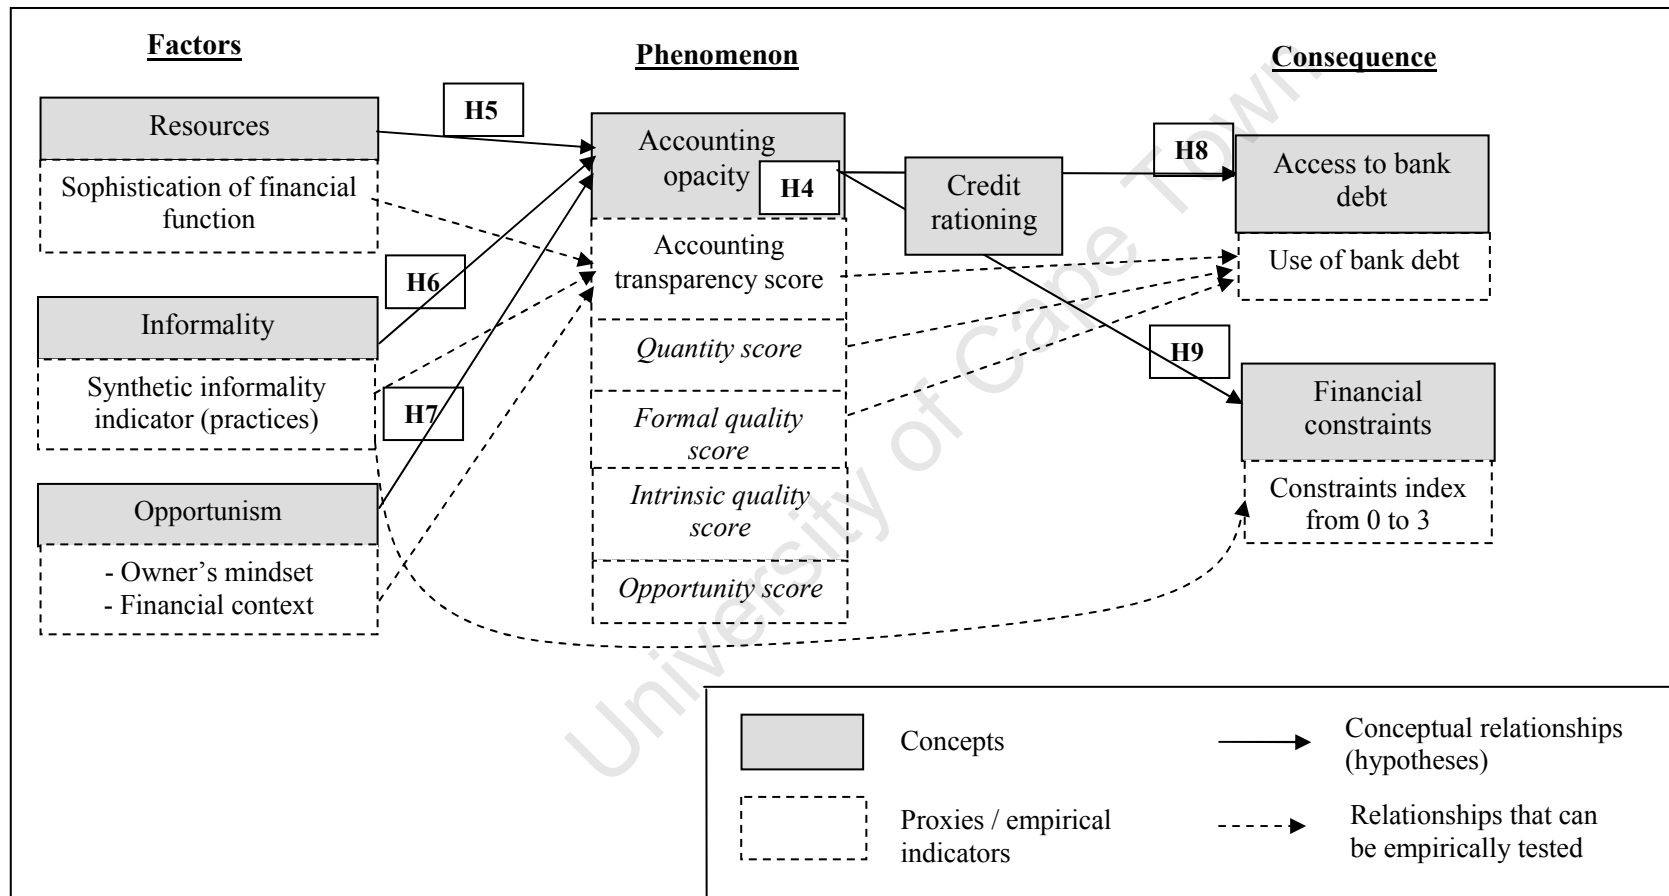 Factors
Resources
Sophistication of financial
function
Informality
Synthetic informality
indicator (practices)
Opportunism
- Owner's mindset
- Financial context
H5
H6
H7
Phenomenon
Accounting
opacity
H4
Accounting
transparency score
Quantity score
Formal quality
score
Intrinsic quality
score
Opportunity score
Credit
rationing
Consequence
H8
Access to bank
debt
Use of bank debt
H9
Financial
constraints
Constraints index
from 0 to 3
University of Cape Town
Concepts
Conceptual relationships
(hypotheses)
Proxies / empirical
indicators
Relationships that can
be empirically tested